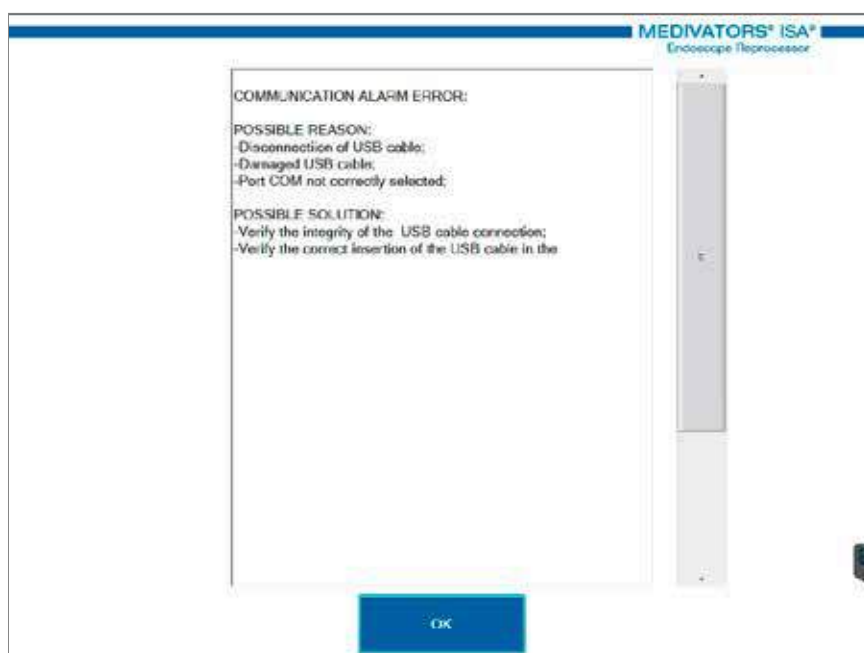 MEDIVATORS® ISA®
Endoscope Reprocessor
COMMUNICATION ALARM ERROR:
POSSIBLE REASON:
-Disconnection of USB cable;
-Damaged USB cable;
-Port COM not correctly selected;
POSSIBLE SOLUTION:
-Verify the integrity of the USB cable connection;
-Verify the correct insertion of the USB cable in the
OK